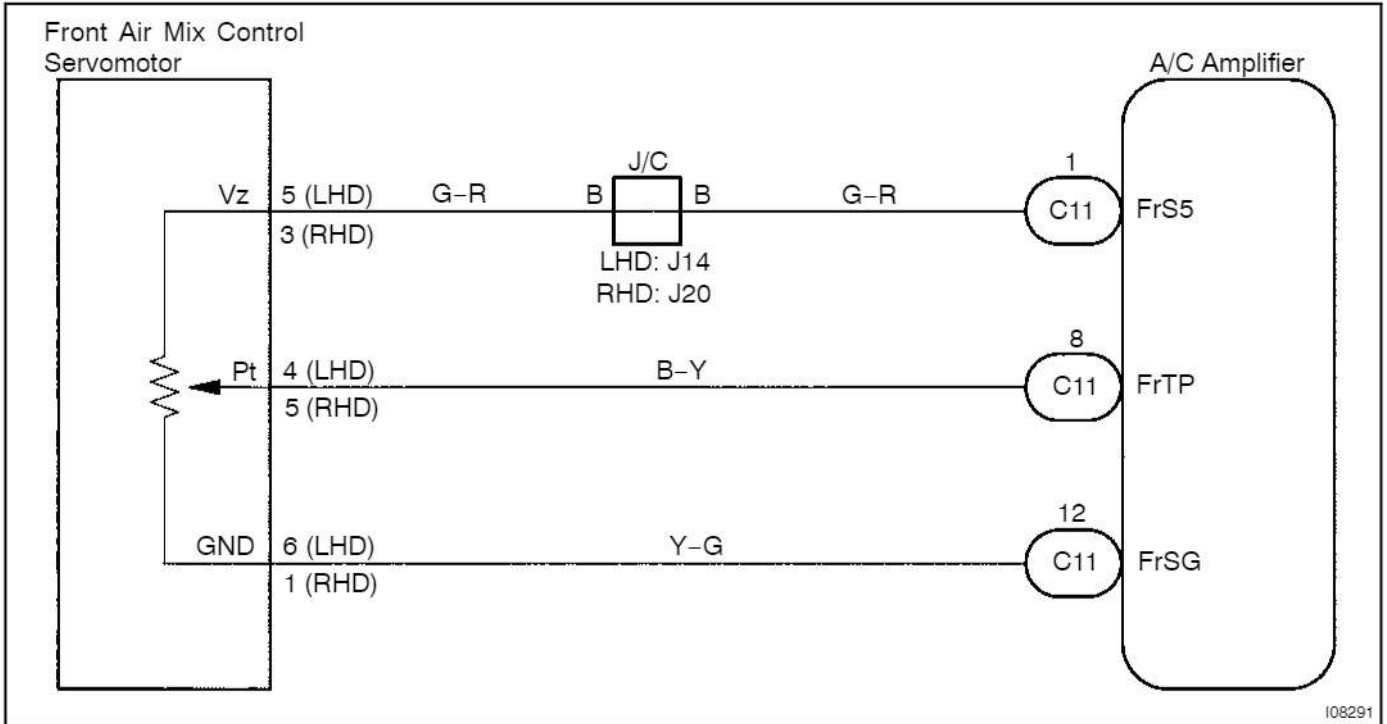 Front Air Mix Control
Servomotor
A/C Amplifier
J/C
1
Vz
5 (LHD)
G–R
B
B
G–R
C11
FrS5
3 (RHD)
LHD: J14
RHD: J20
8
Pt
4 (LHD)
B–Y
C11
FrTP
5 (RHD)
12
GND
6 (LHD)
Y–G
C11
FrSG
1 (RHD)
I08291